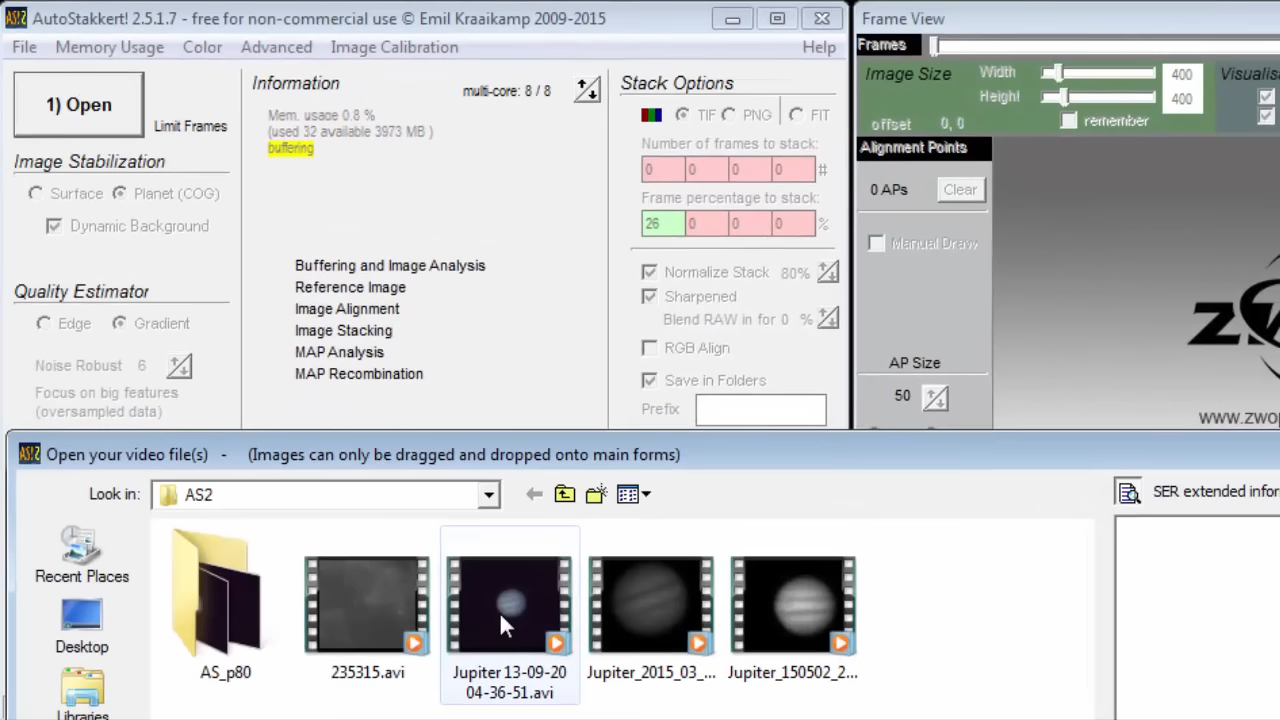 AS!2 AutoStakkert! 2.5.1.7 - free for non-commercial use © Emil Kraaikamp 2009-2015
File Memory Usage Color Advanced Image Calibration Help
1) Open
Limit Frames
Image Stabilization
Surface Planet (COG)
Dynamic Background
Quality Estimator
Edge Gradient
Noise Robust 6
Focus on big features
(oversampled data)
Information
multi-core: 8 / 8
Mem. usage 0.8 %
(used 32 available 3973 MB )
buffering
Buffering and Image Analysis
Reference Image
Image Alignment
Image Stacking
MAP Analysis
MAP Recombination
Stack Options
TIF PNG FIT
Number of frames to stack:
0 0 0 0 #
Frame percentage to stack:
26 0 0 0 %
Normalize Stack 80%
Sharpened
Blend RAW in for 0 %
RGB Align
Save in Folders
Prefix
Frame View
Frames
Image Size Width 400
Height 400
offset 0, 0 remember
Alignment Points
0 APs Clear
Manual Draw
AP Size
50
www.zwo
AS!2 Open your video file(s) - (Images can only be dragged and dropped onto main forms)
Look in: AS2
SER extended infor
Recent Places
Desktop
Libraries
AS_p80
235315.avi
Jupiter 13-09-20
04-36-51.avi
Jupiter_2015_03_...
Jupiter_150502_2...